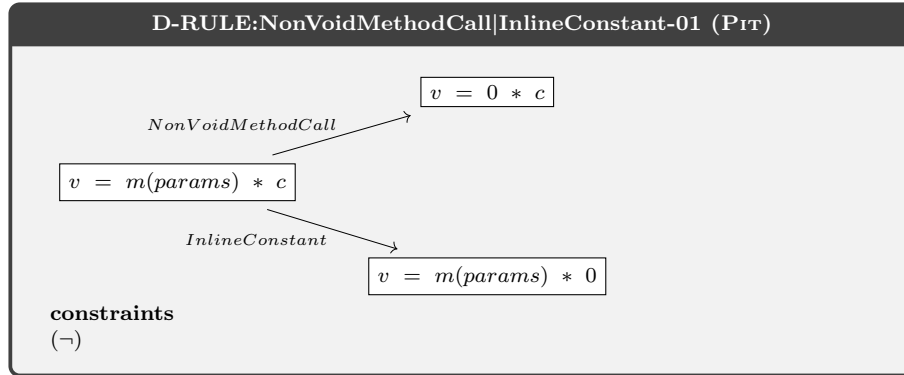 D-RULE:NonVoidMethodCall|InlineConstant-01 (PIT)
v = 0 * c
NonVoidMethodCall
v = m(params) * c
InlineConstant
v = m(params) * 0
constraints
(¬)